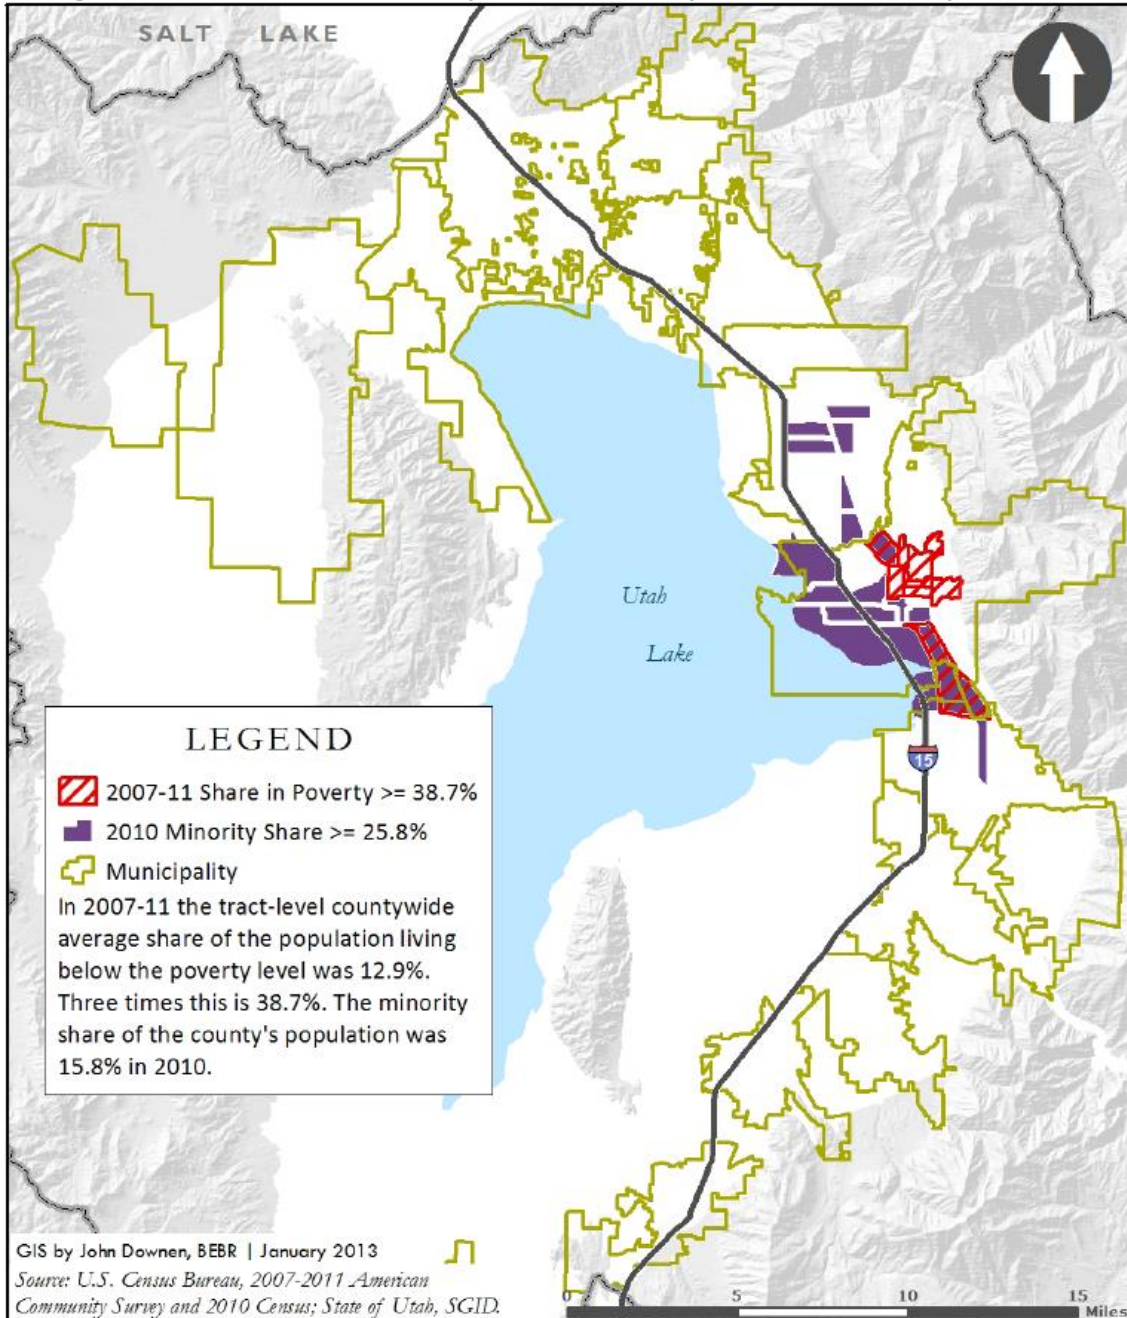 SALT LAKE
Utah
Lake
15
LEGEND
2007-11 Share in Poverty >= 38.7%
2010 Minority Share >= 25.8%
Municipality
In 2007-11 the tract-level countywide
average share of the population living
below the poverty level was 12.9%.
Three times this is 38.7%. The minority
share of the county's population was
15.8% in 2010.
GIS by John Downen, BEBR | January 2013
Source: U.S. Census Bureau, 2007-2011 American
Community Survey and 2010 Census; State of Utah, SGID.
0 5 10 15
Miles